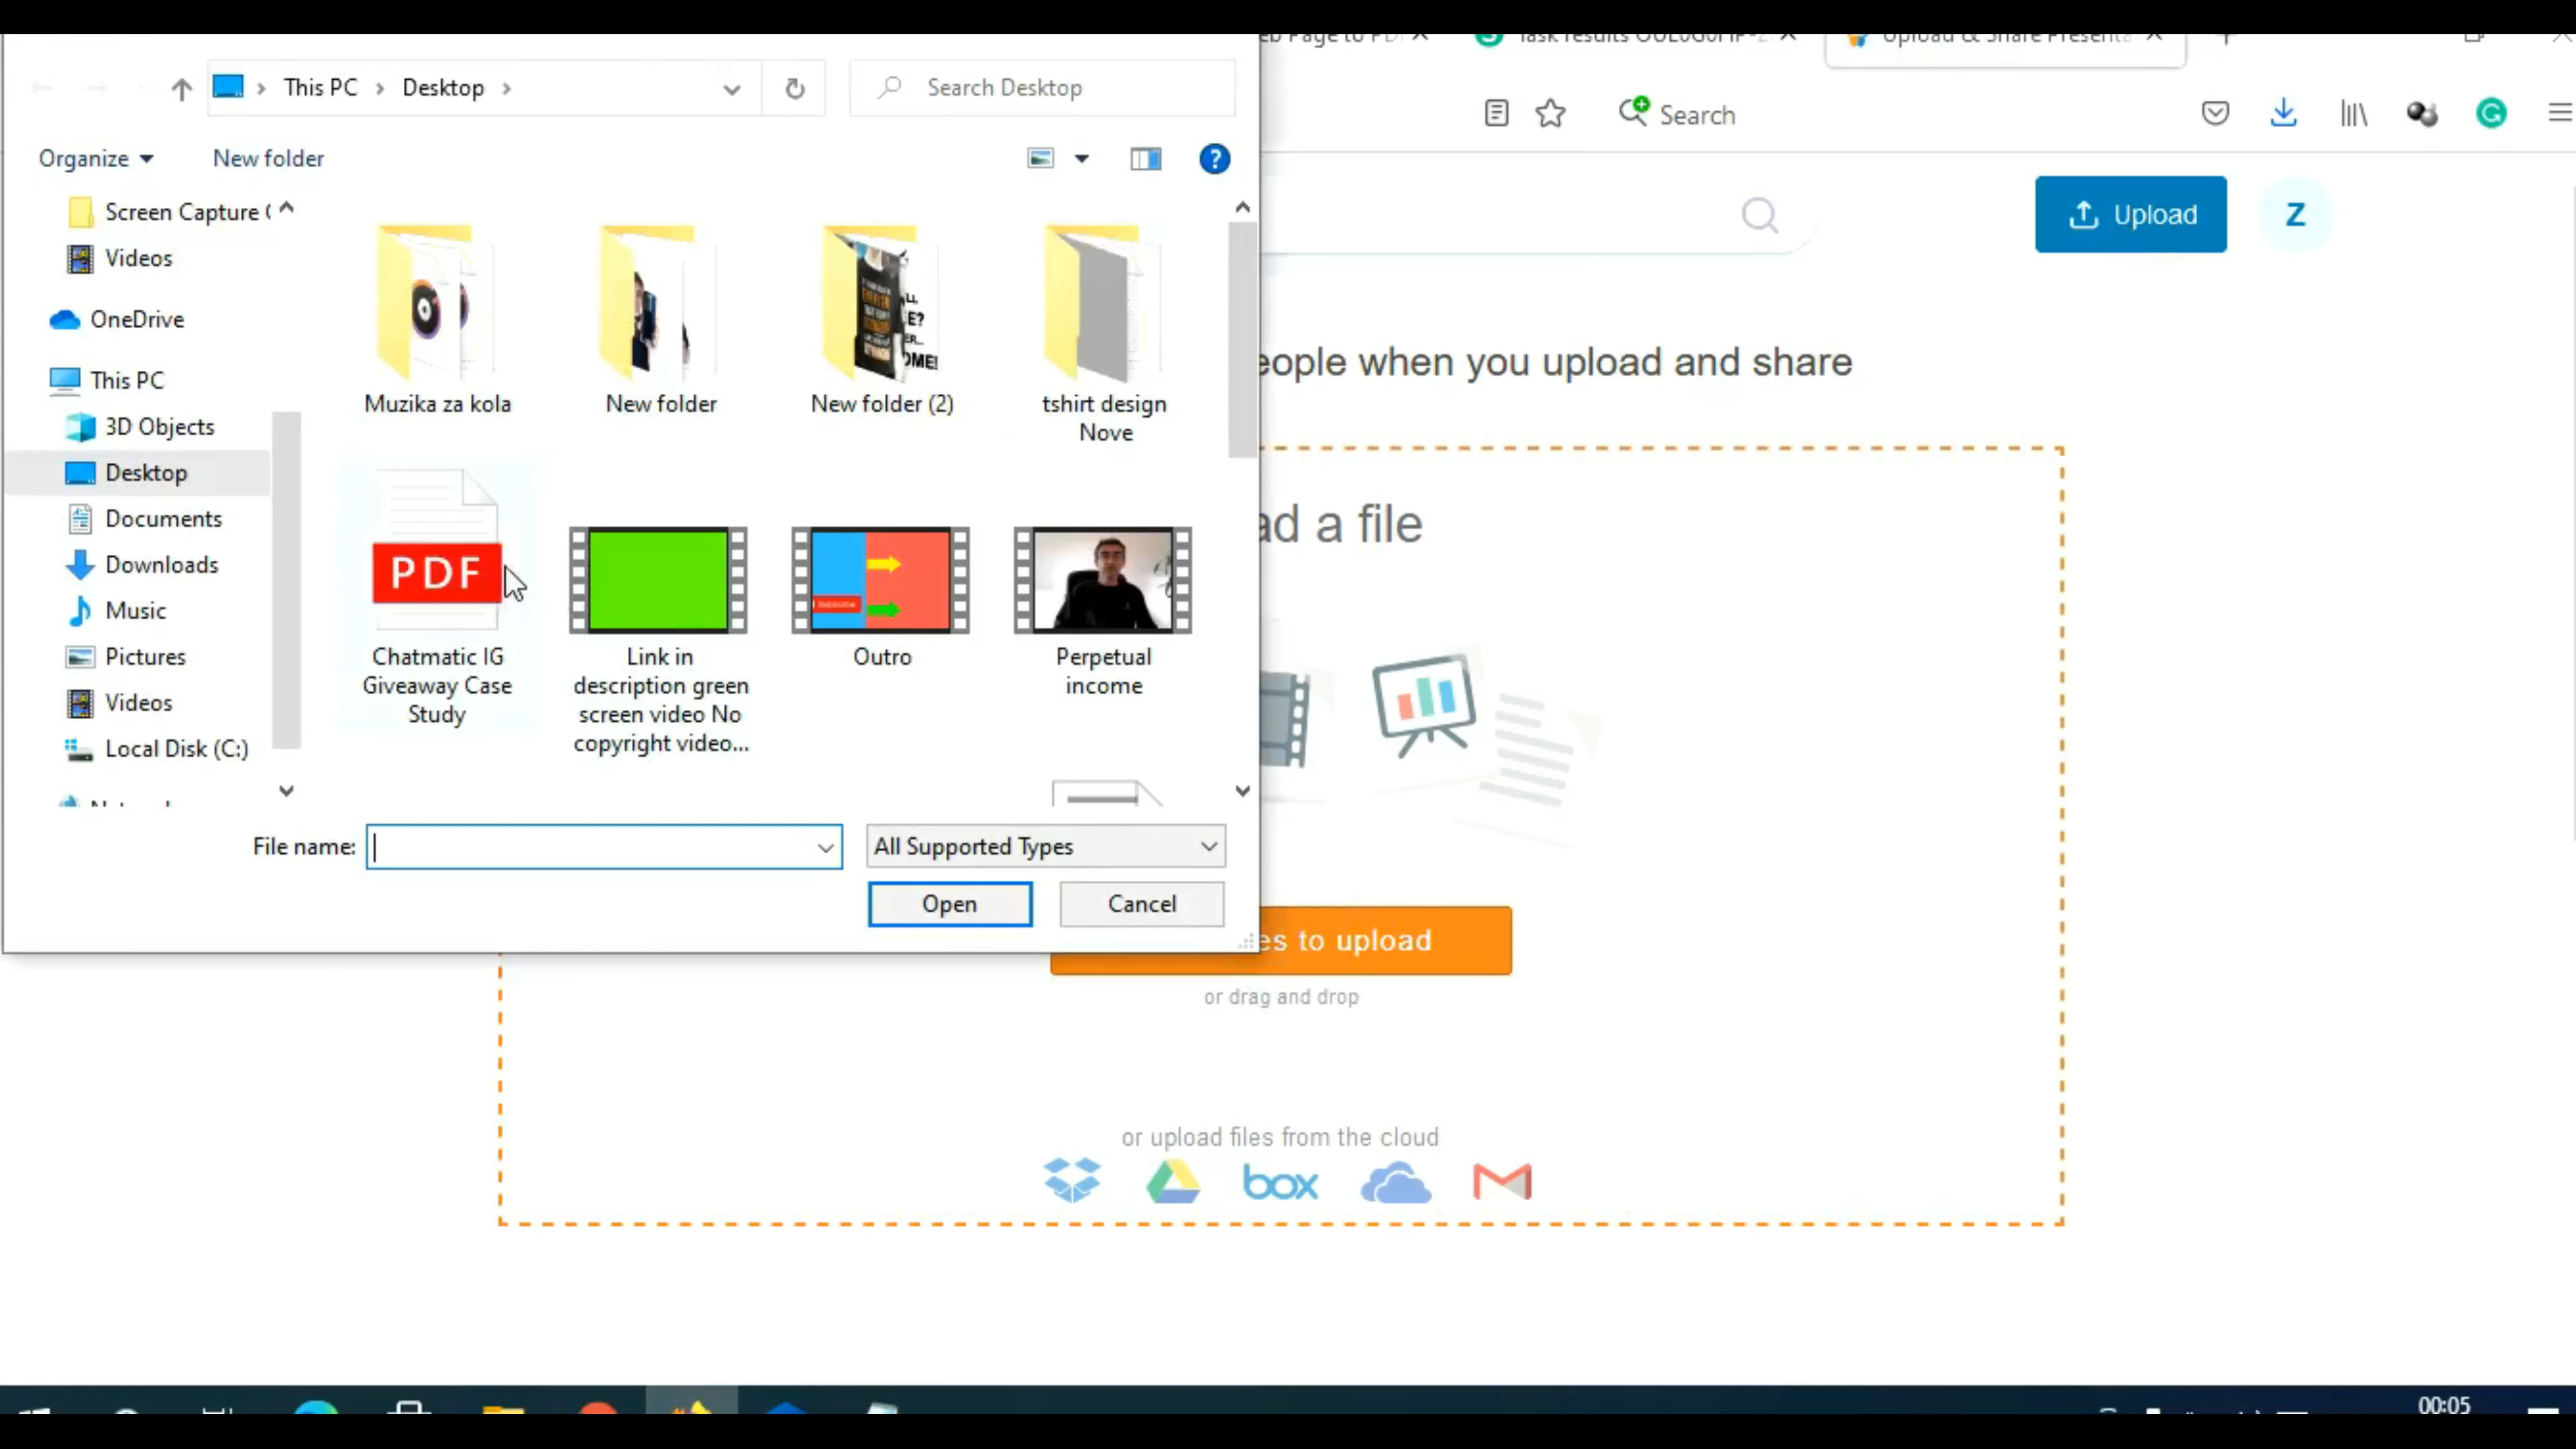 This PC
Desktop
Search Desktop
Search
Organize
New folder
Upload
Z
Screen Capture
Videos
OneDrive
This PC
3D Objects
Desktop
Documents
Downloads
Music
Pictures
Videos
Local Disk (C:)
Muzika za kola
New folder
New folder (2)
tshirt design
Nove
PDF
Chatmatic IG
Giveaway Case
Study
Link in
description green
screen video No
copyright video...
Outro
Perpetual
income
File name:
All Supported Types
Open
Cancel
when you upload and share
a file
to upload
or drag and drop
or upload files from the cloud
box
00:05